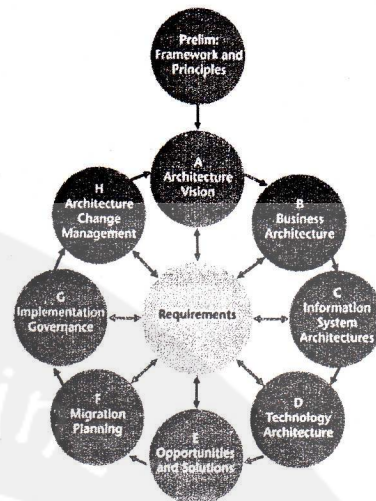 Prelim:
Framework and
Principles
A
Architecture
Vision
H
Architecture
Change
Management
B
Business
Architecture
G
Implementation
Governance
Requirements
C
Information
System
Architectures
F
Migration
Planning
D
Technology
Architecture
E
Opportunities
and Solutions